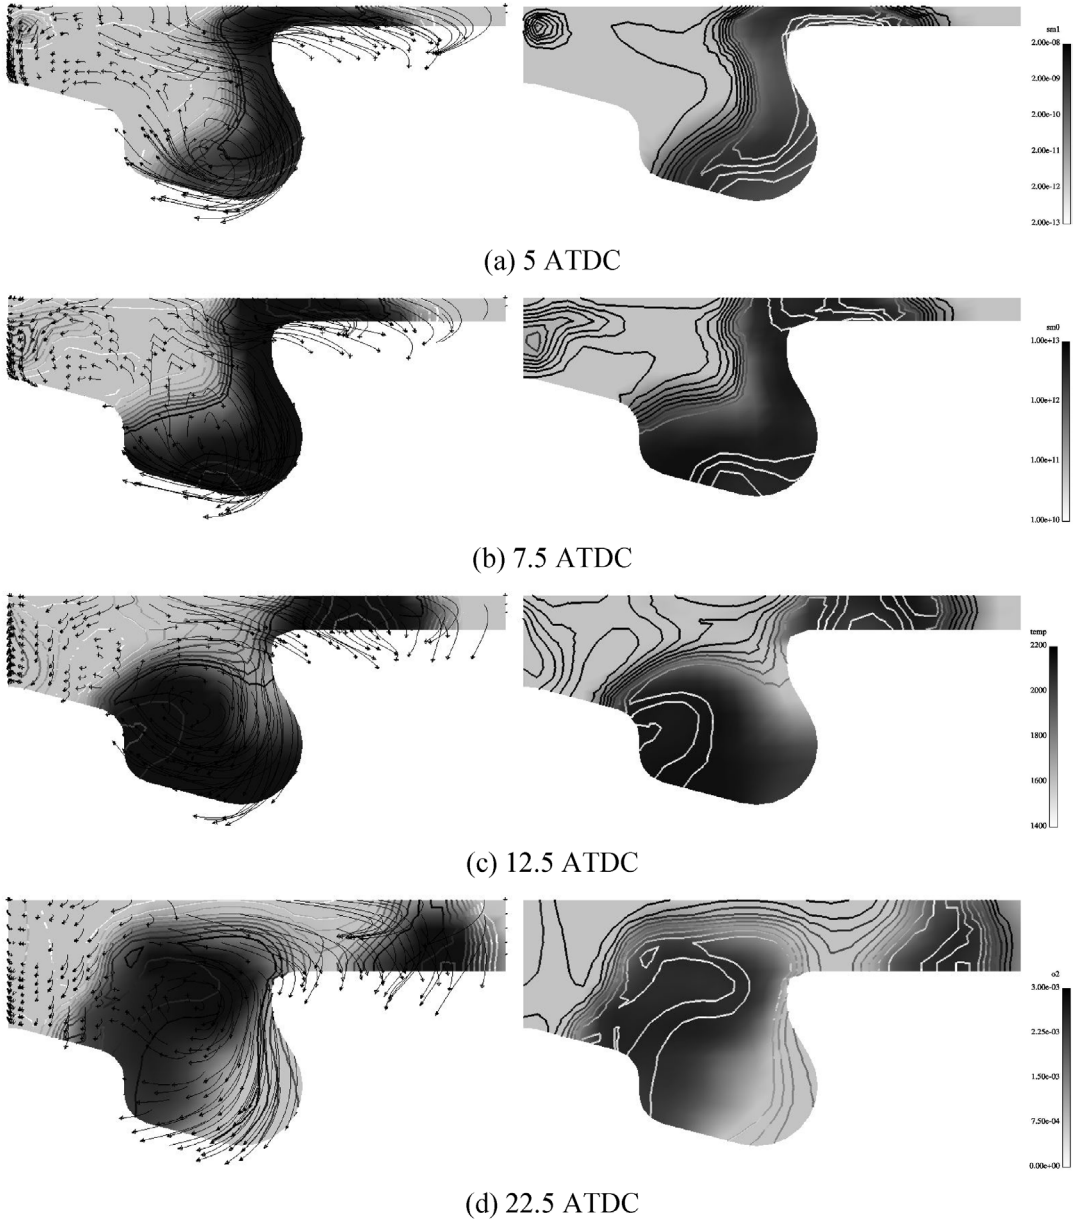 sm1
2.00e-08
2.00e-09
2.00e-10
2.00e-11
2.00e-12
2.00e-13
(a) 5 ATDC
sm0
1.00e+13
1.00e+12
1.00e+11
1.00e+10
(b) 7.5 ATDC
temp
2200
2000
1800
1600
1400
(c) 12.5 ATDC
o2
3.00e-03
2.25e-03
1.50e-03
7.50e-04
0.00e+00
(d) 22.5 ATDC